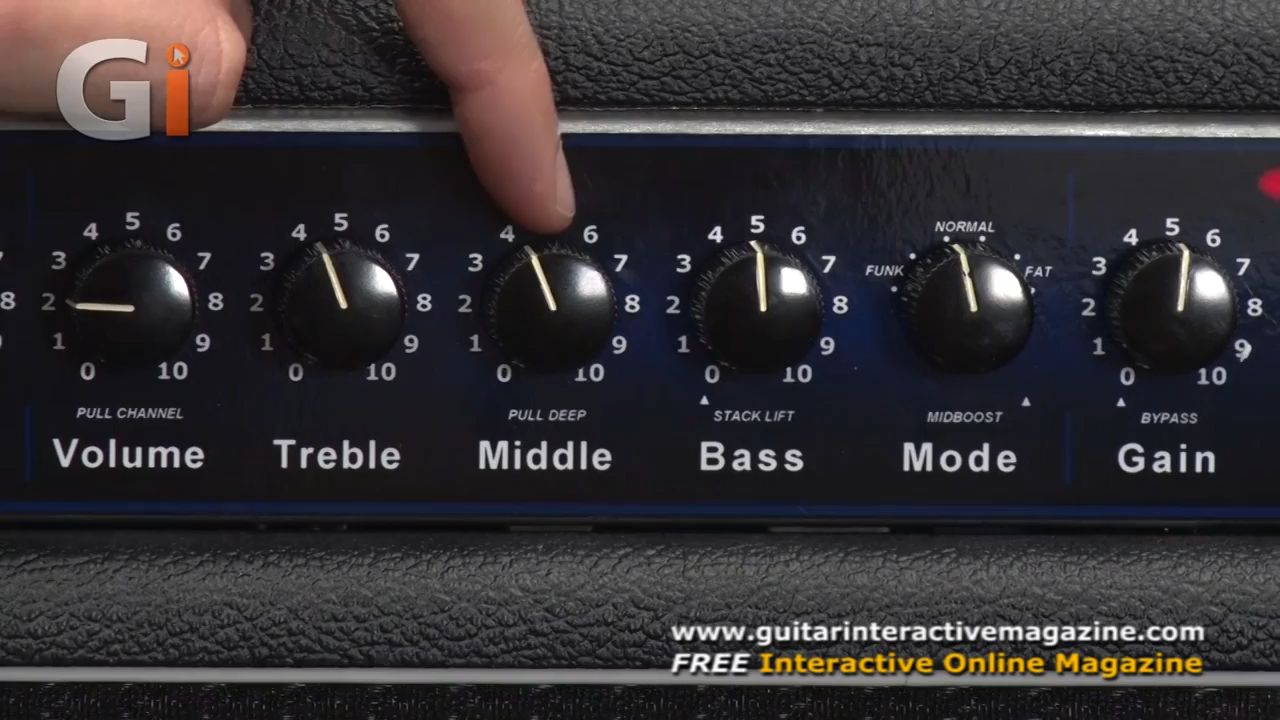 Gi
4 5 6 4 5 6 4 6 4 5 6 NORMAL 4 5 6
3 7 3 7 3 7 3 7 FUNK FAT 3 7
8 2 8 2 8 2 8 2 8 2 8
1 9 1 9 1 9 1 9 1 9
0 10 0 10 0 10 0 10 0 10
PULL CHANNEL PULL DEEP STACK LIFT MIDBOOST BYPASS
Volume Treble Middle Bass Mode Gain
www.guitarinteractivemagazine.com
FREE Interactive Online Magazine